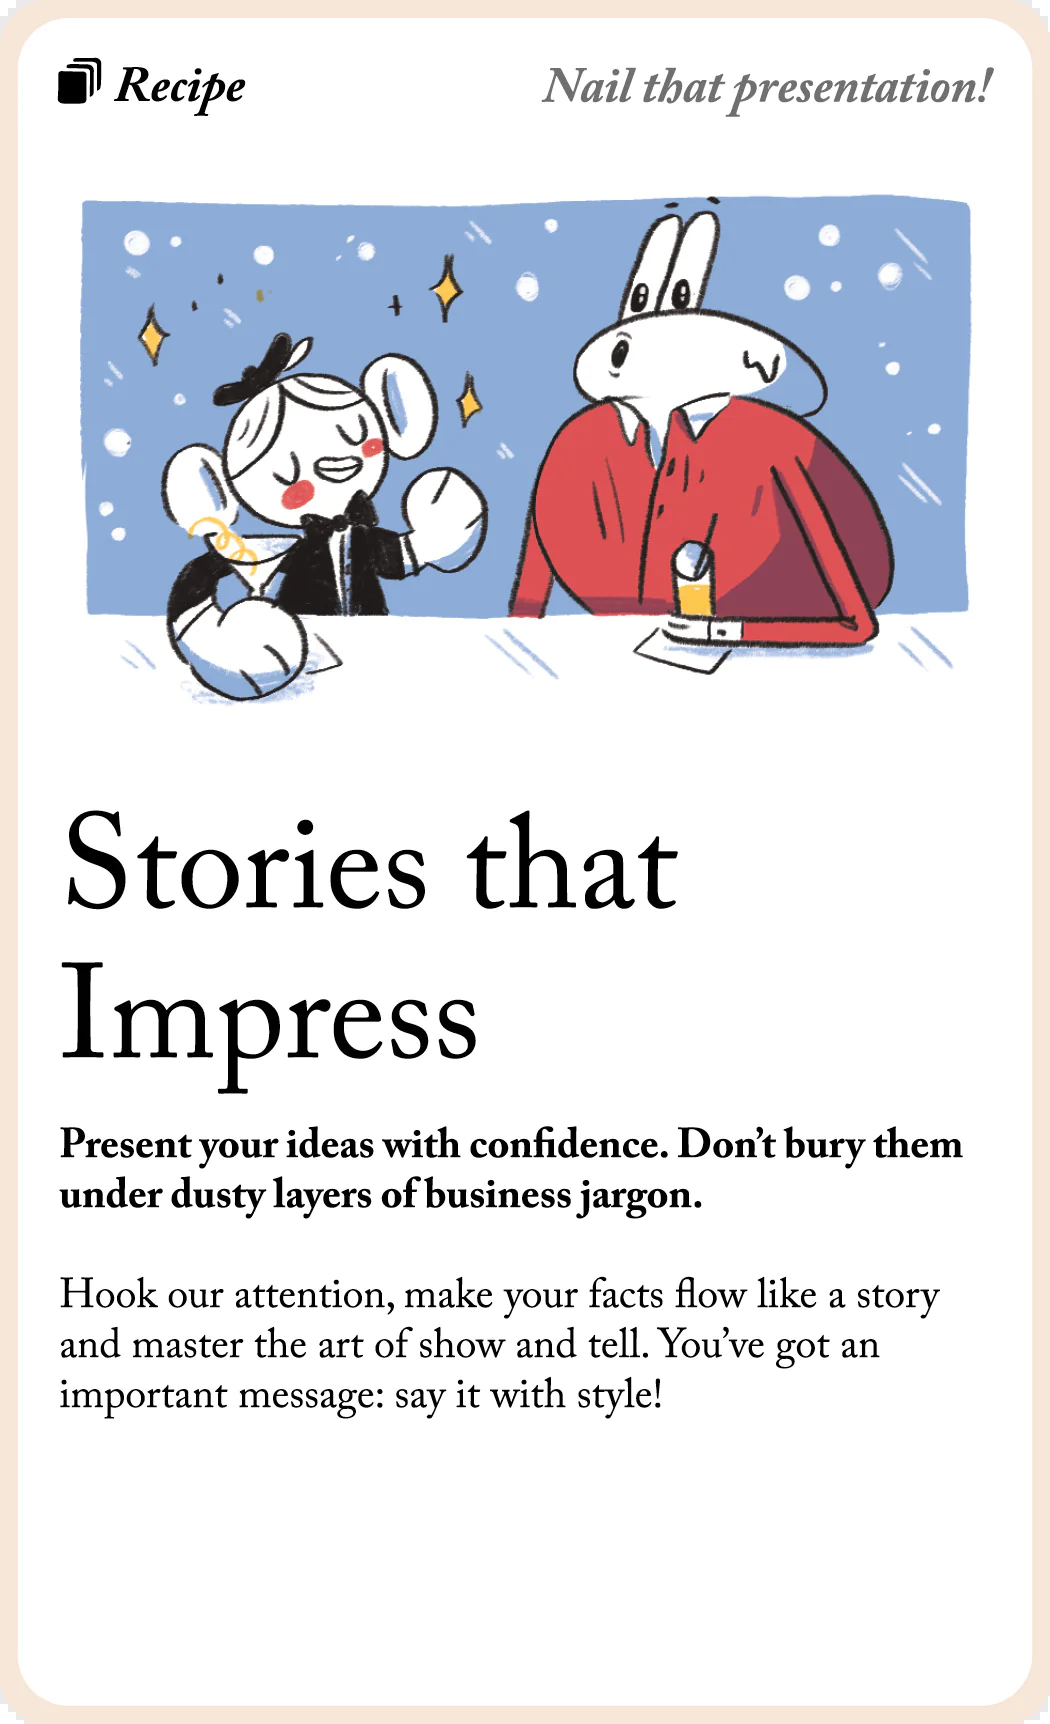 Recipe
Nail that presentation!
Stories that
Impress
Present your ideas with confidence. Don’t bury them
under dusty layers of business jargon.
Hook our attention, make your facts flow like a story
and master the art of show and tell. You’ve got an
important message: say it with style!